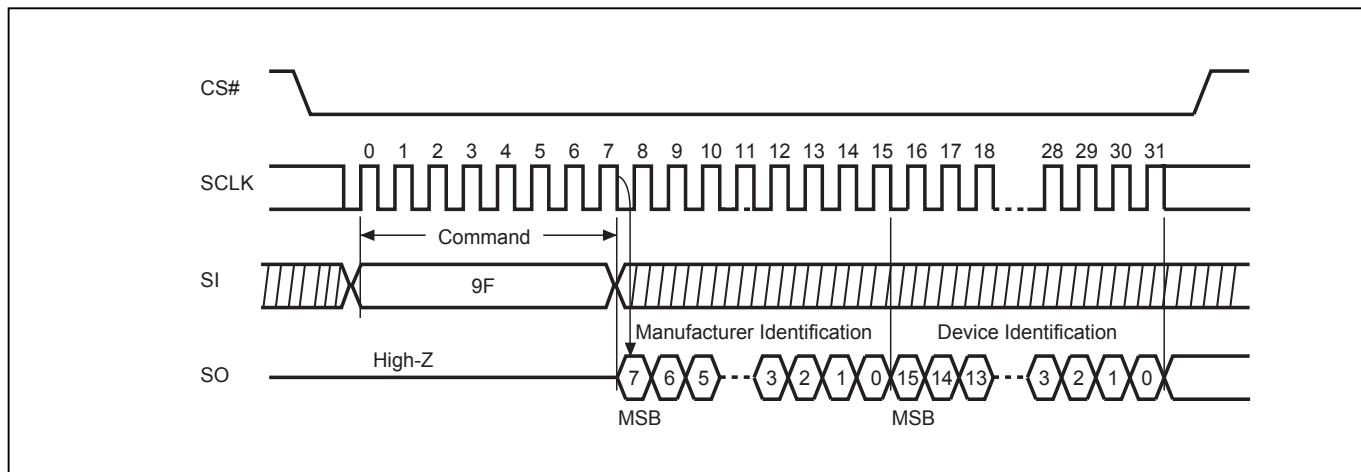 CS#
0 1 2 3 4 5 6 7 8 9 10 11 12 13 14 15 16 17 18 28 29 30 31
SCLK
Command
SI
9F
Manufacturer Identification Device Identification
High-Z
SO
7 6 5 3 2 1 0 15 14 13 3 2 1 0
MSB MSB